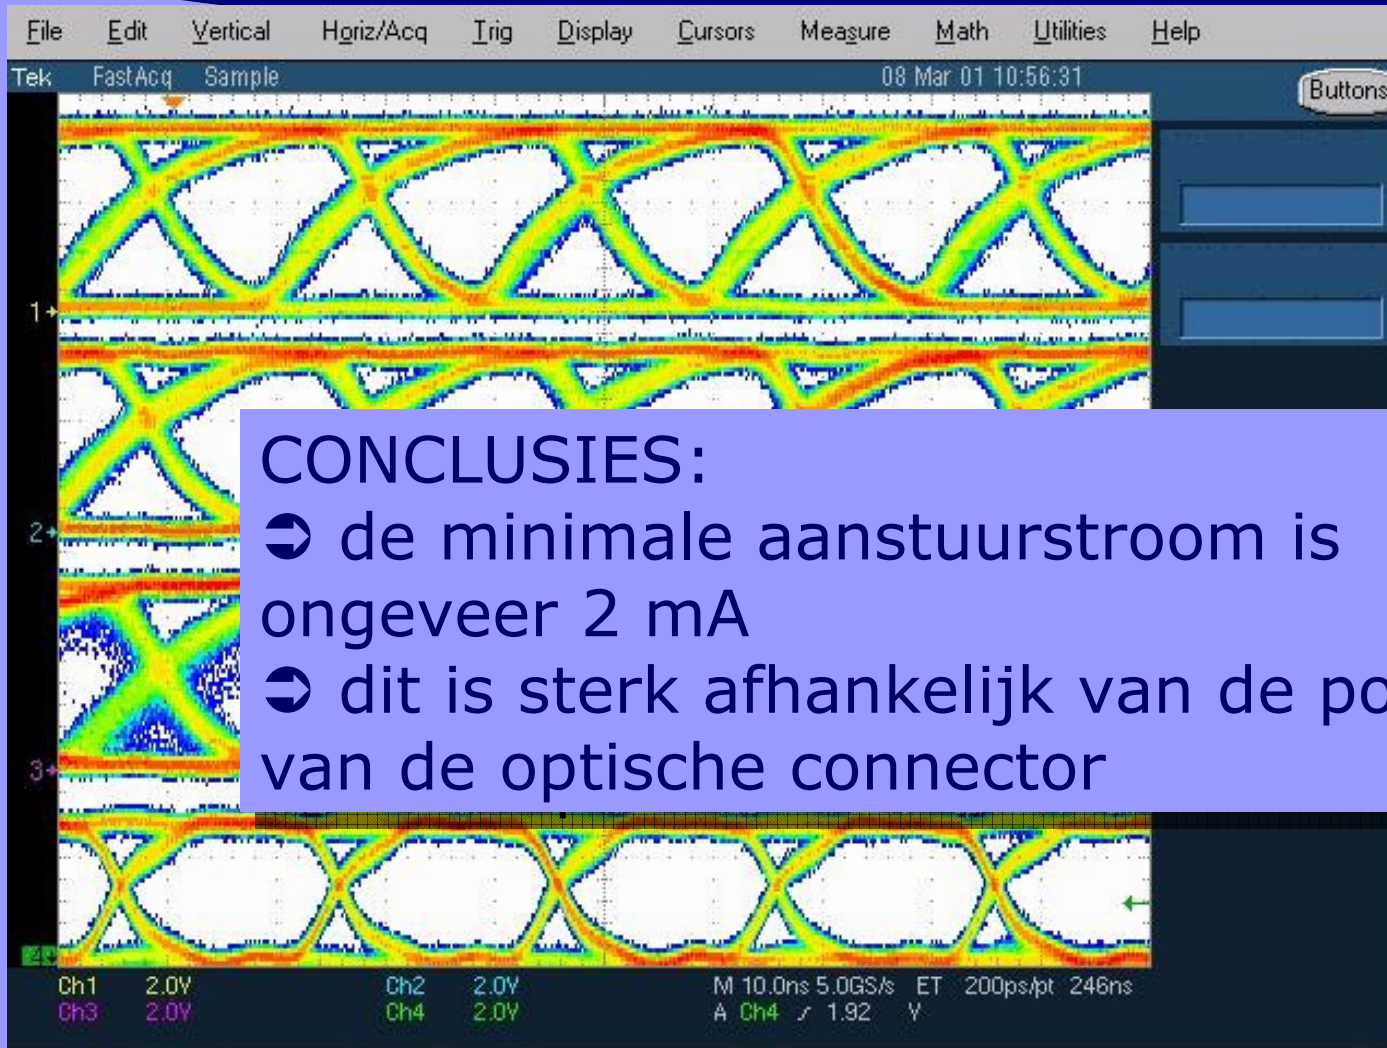 File Edit Vertical Horiz/Acq Trig Display Cursors Measure Math Utilities Help
Tek FastAcq Sample 08 Mar 01 10:56:31
Buttons
1
2
3
4
CONCLUSIES:
➲ de minimale aanstuurstroom is
ongeveer 2 mA
➲ dit is sterk afhankelijk van de po
van de optische connector
Ch1 2.0V Ch2 2.0V M 10.0ns 5.0GS/s ET 200ps/pt 246ns
Ch3 2.0V Ch4 2.0V A Ch4 / 1.92 V